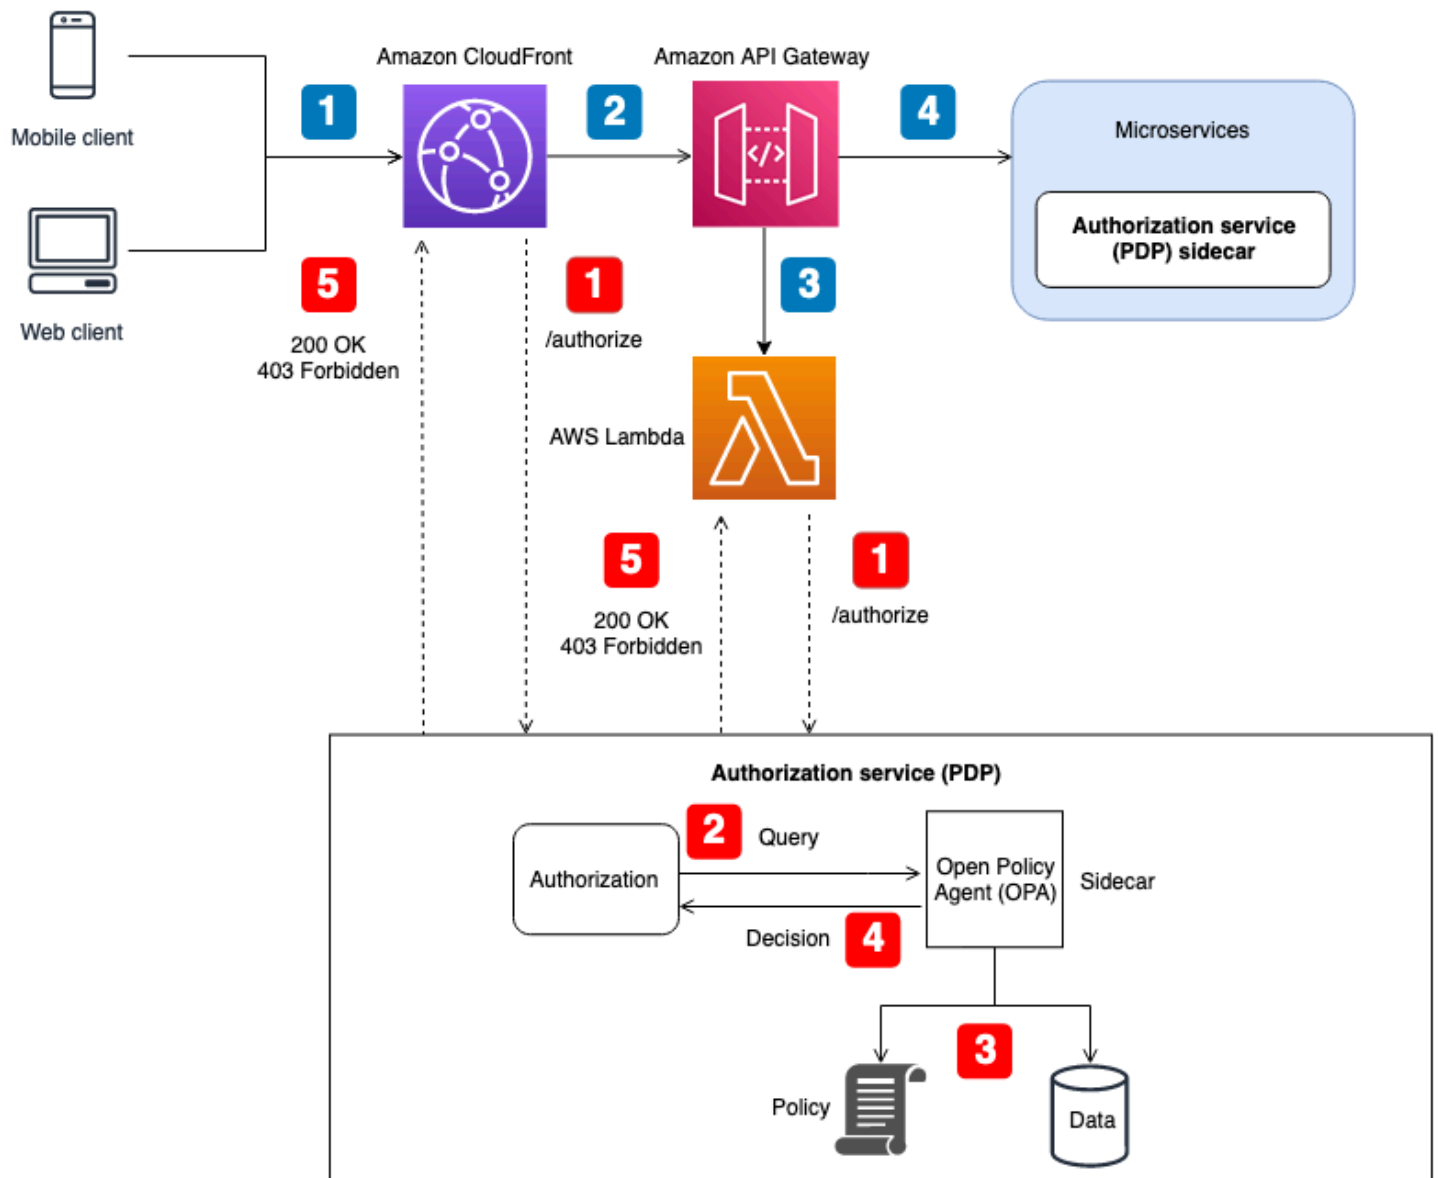 Amazon CloudFront
Amazon API Gateway
1
2
4
Mobile client
Microservices
</>
Authorization service
(PDP) sidecar
5
1
3
Web client
200 OK
403 Forbidden
/authorize
AWS Lambda
5
1
200 OK
403 Forbidden
/authorize
Authorization service (PDP)
2
Query
Authorization
Open Policy
Agent (OPA)
Sidecar
Decision
4
3
Policy
Data